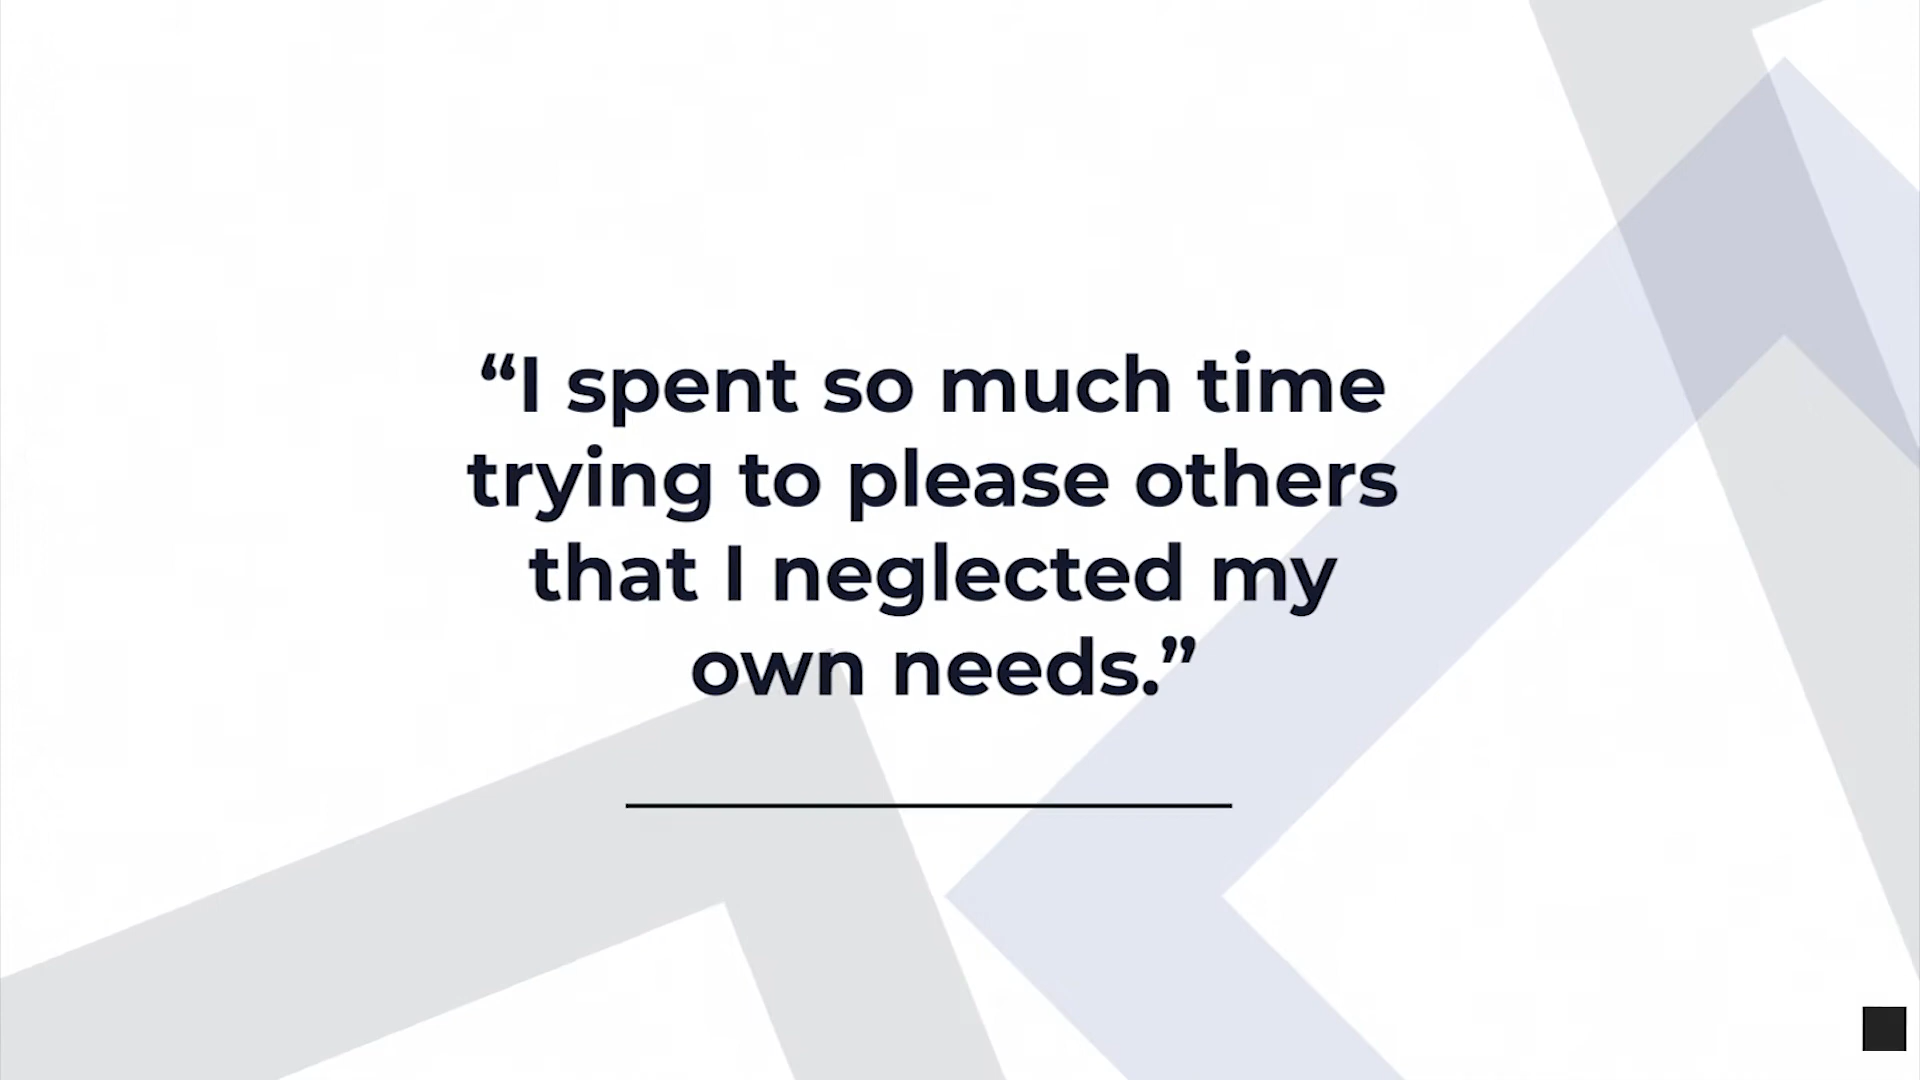 “I spent so much time
trying to please others
that I neglected my
own needs.”